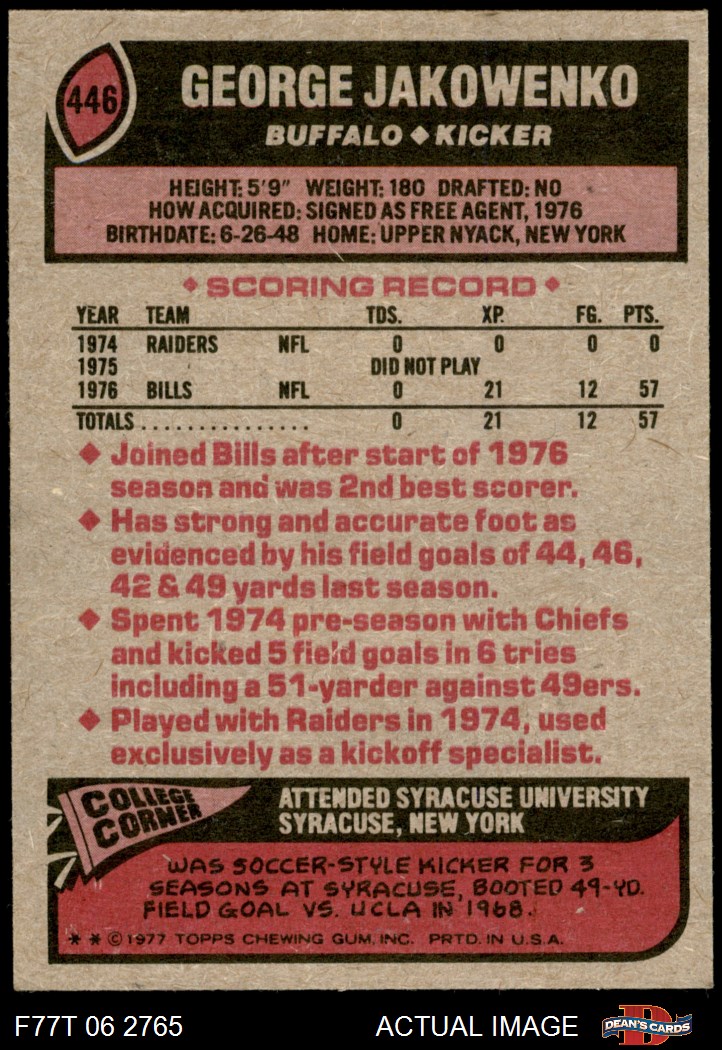 446
GEORGE JAKOWENKO
BUFFALO ◆ KICKER
HEIGHT: 5'9" WEIGHT: 180 DRAFTED: NO
HOW ACQUIRED: SIGNED AS FREE AGENT, 1976
BIRTHDATE: 6-26-48 HOME: UPPER NYACK, NEW YORK
◆ SCORING RECORD ◆
YEAR TEAM TDS. XP. FG. PTS.
1974 RAIDERS NFL 0 0 0 0
1975 DID NOT PLAY
1976 BILLS NFL 0 21 12 57
TOTALS............... 0 21 12 57
◆ Joined Bills after start of 1976
season and was 2nd best scorer.
◆ Has strong and accurate foot as
evidenced by his field goals of 44, 46,
42 & 49 yards last season.
◆ Spent 1974 pre-season with Chiefs
and kicked 5 field goals in 6 tries
including a 51-yarder against 49ers.
◆ Played with Raiders in 1974, used
exclusively as a kickoff specialist.
COLLEGE
CORNER
ATTENDED SYRACUSE UNIVERSITY
SYRACUSE, NEW YORK
WAS SOCCER-STYLE KICKER FOR 3
SEASONS AT SYRACUSE, BOOTED 49-YD.
FIELD GOAL VS. UCLA IN 1968.
* * © 1977 TOPPS CHEWING GUM, INC. PRTD. IN U.S.A.
F77T 06 2765 ACTUAL IMAGE
D
DEAN'S CARDS